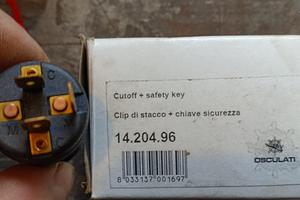 Cutoff + safety key
Clip di stacco + chiave sicurezza
14.204.96
OSCULATI
8 033137 001697
C
M
C